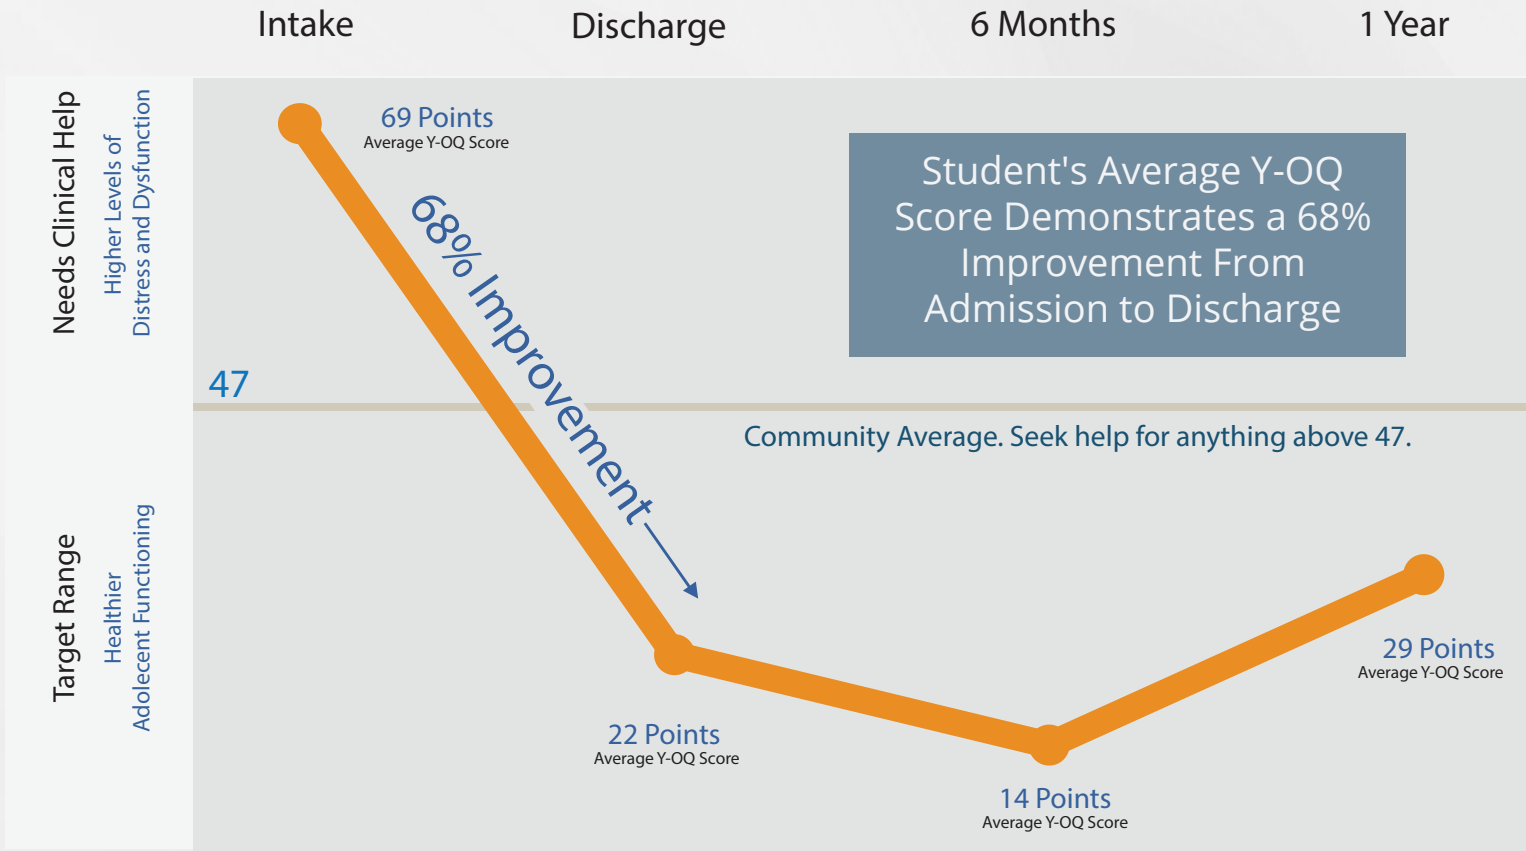 Intake
Discharge
6 Months
1 Year
Needs Clinical Help
Higher Levels of
Distress and Dysfunction
69 Points
Average Y-OQ Score
68% Improvement
Student's Average Y-OQ
Score Demonstrates a 68%
Improvement From
Admission to Discharge
47
Community Average. Seek help for anything above 47.
Target Range
Healthier
Adolecent Functioning
22 Points
Average Y-OQ Score
14 Points
Average Y-OQ Score
29 Points
Average Y-OQ Score